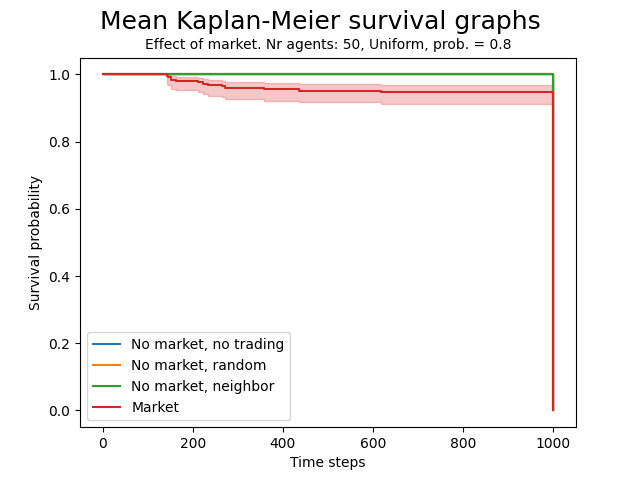 Mean Kaplan-Meier survival graphs
Effect of market. Nr agents: 50, Uniform, prob. = 0.8
Survival probability
1.0
0.8
0.6
0.4
0.2
0.0
No market, no trading
No market, random
No market, neighbor
Market
0 200 400 600 800 1000
Time steps